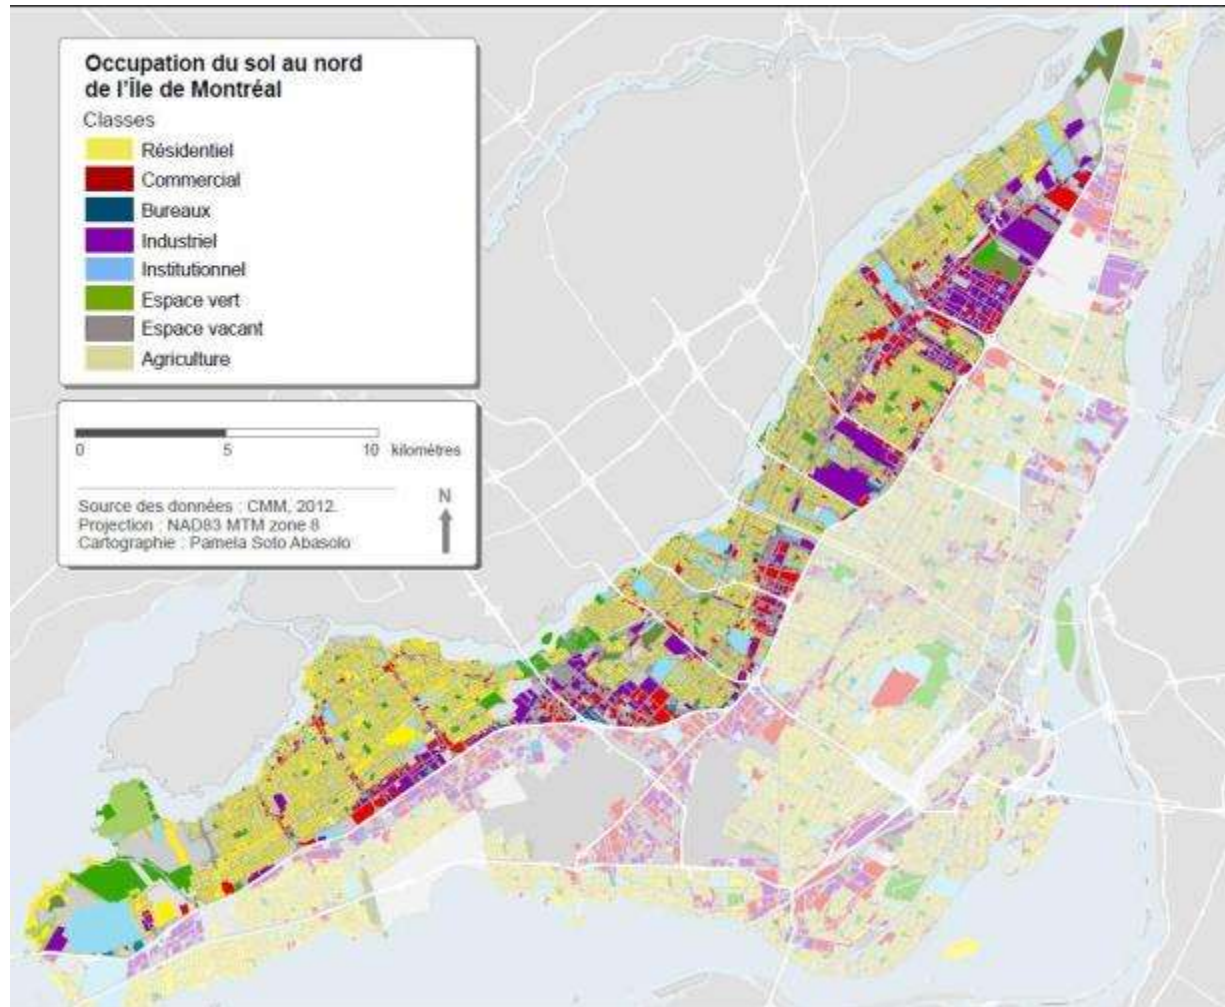 Occupation du sol au nord
de l'Île de Montréal
Classes
Résidentiel
Commercial
Bureaux
Industriel
Institutionnel
Espace vert
Espace vacant
Agriculture
0 5 10 kilomètres
Source des données : CMM, 2012.
Projection : NAD83 MTM zone 8
Cartographie : Pamela Soto Abasolo
N